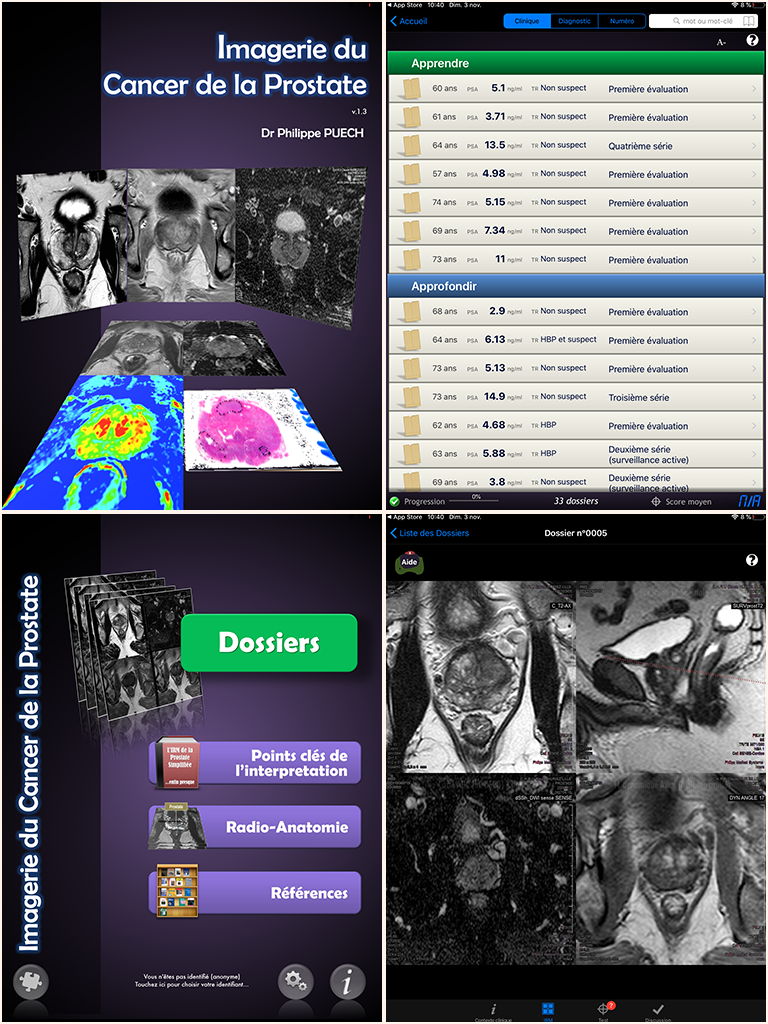 Imagerie du
Cancer de la Prostate
v.1.3
Dr Philippe PUECH
App Store 10:40 Dim. 3 nov. 8 %
Accueil Clinique Diagnostic Numéro mot ou mot-clé
A-
?
Apprendre
60 ans PSA 5.1 ng/ml TR Non suspect Première évaluation
61 ans PSA 3.71 ng/ml TR Non suspect Première évaluation
64 ans PSA 13.5 ng/ml TR Non suspect Quatrième série
57 ans PSA 4.98 ng/ml TR Non suspect Première évaluation
74 ans PSA 5.15 ng/ml TR Non suspect Première évaluation
69 ans PSA 7.34 ng/ml TR Non suspect Première évaluation
73 ans PSA 11 ng/ml TR Non suspect Première évaluation
Approfondir
68 ans PSA 2.9 ng/ml TR Non suspect Première évaluation
64 ans PSA 6.13 ng/ml TR HBP et suspect Première évaluation
73 ans PSA 5.13 ng/ml TR Non suspect Première évaluation
73 ans PSA 14.9 ng/ml TR Non suspect Troisième série
62 ans PSA 4.68 ng/ml TR HBP Première évaluation
63 ans PSA 5.88 ng/ml TR HBP Deuxième série
(surveillance active)
69 ans PSA 3.8 ng/ml TR Non suspect Deuxième série
(surveillance active)
Progression 0% 33 dossiers Score moyen N/A
Imagerie du Cancer de la Prostate
Dossiers
L'IRM de la
Prostate
Simplifiée
...enfin presque
Points clés de
l'interpretation
Prostate
Radio-Anatomie
Références
Vous n'êtes pas identifié (anonyme)
Touchez ici pour choisir votre identifiant...
i
App Store 10:40 Dim. 3 nov. 8 %
Liste des Dossiers Dossier n°0005
Aide
?
C_T2-AX
SURVprostT2
dSSh_DWI-sense SENSE
DYN ANGLE 17
Contexte clinique
IRM
Test
7
Discussion